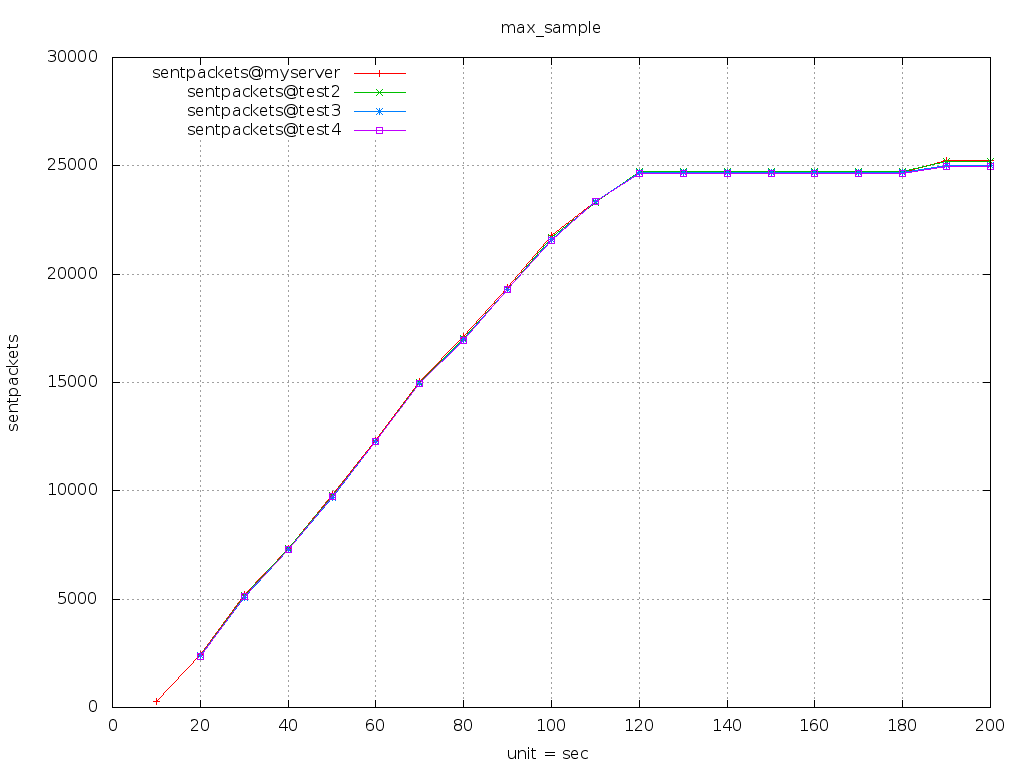 max_sample
30000
sentpackets@myserver
sentpackets@test2
sentpackets@test3
sentpackets@test4
25000
20000
15000
sentpackets
10000
5000
0
0 20 40 60 80 100 120 140 160 180 200
unit = sec